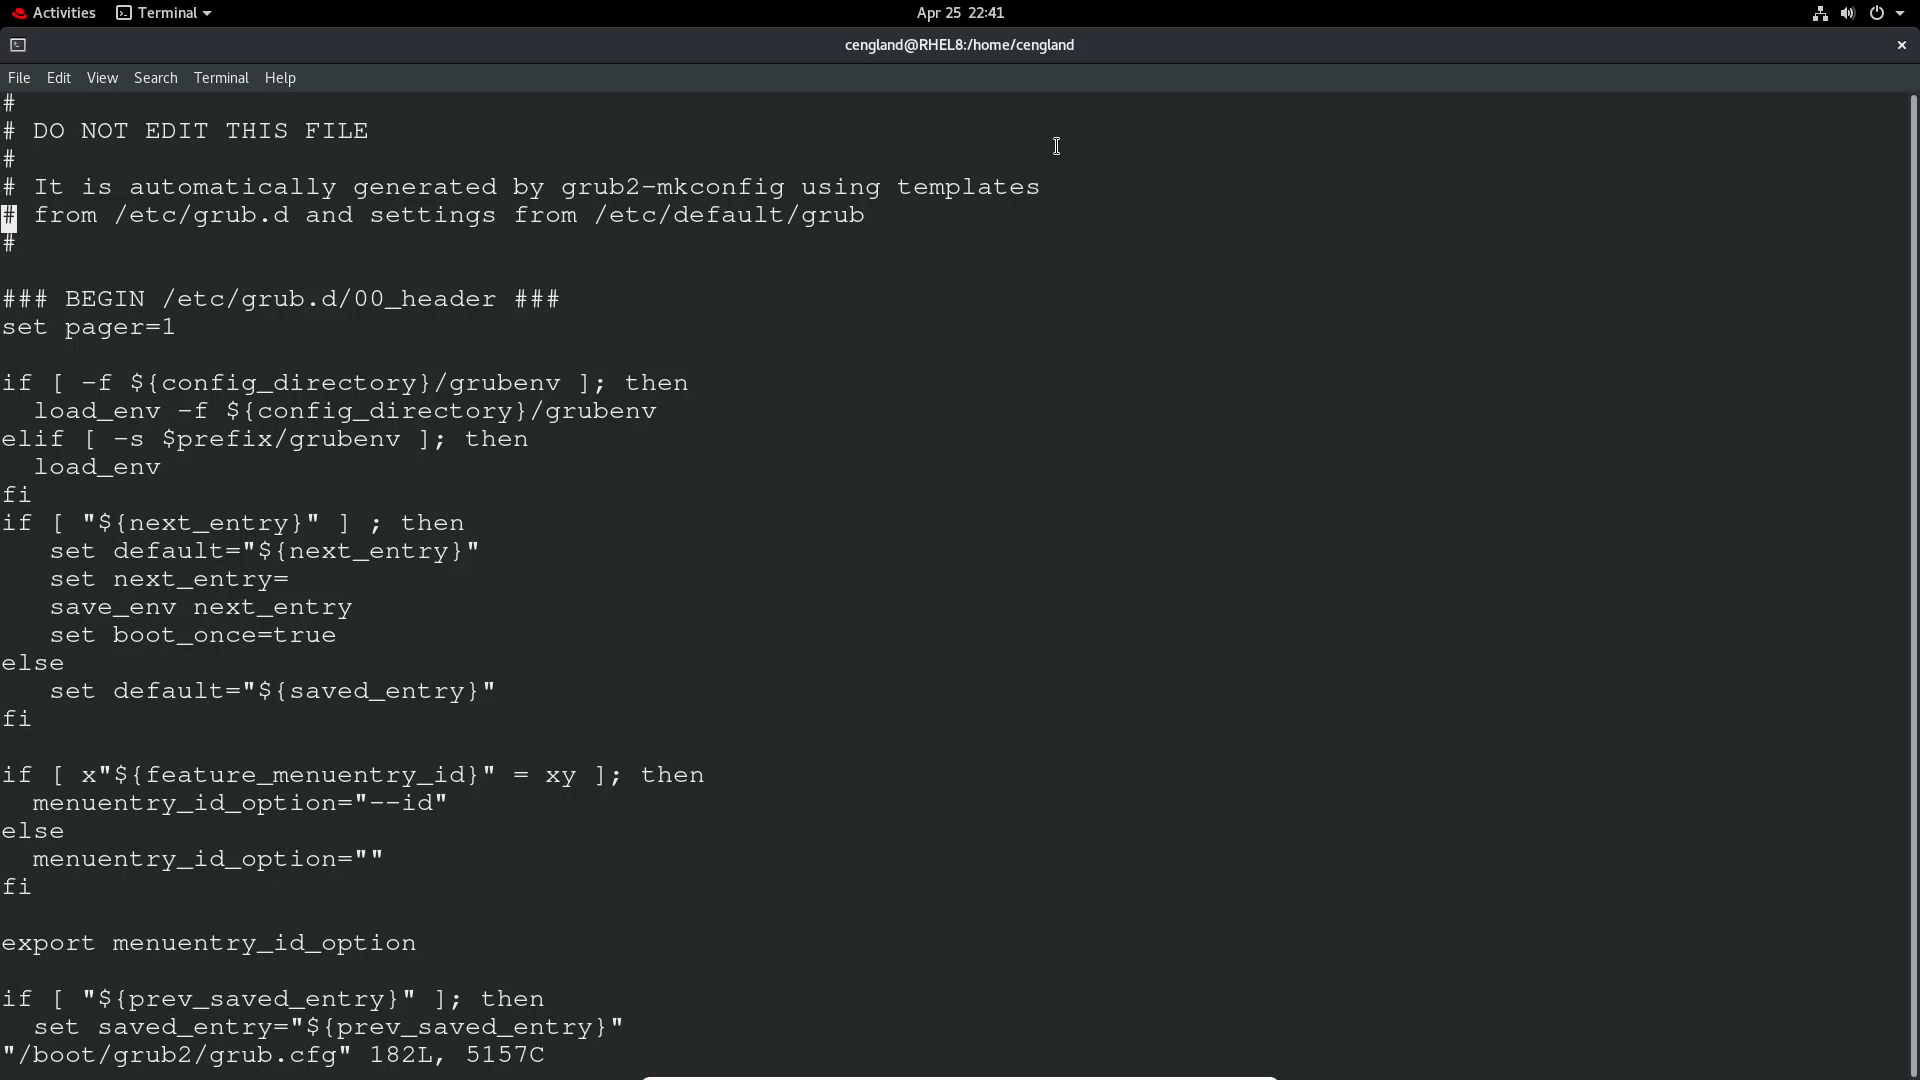 Activities Terminal Apr 25 22:41
cengland@RHEL8:/home/cengland
File Edit View Search Terminal Help
#
# DO NOT EDIT THIS FILE
#
# It is automatically generated by grub2-mkconfig using templates
# from /etc/grub.d and settings from /etc/default/grub
#

### BEGIN /etc/grub.d/00_header ###
set pager=1

if [ -f ${config_directory}/grubenv ]; then
  load_env -f ${config_directory}/grubenv
elif [ -s $prefix/grubenv ]; then
  load_env
fi
if [ "${next_entry}" ] ; then
   set default="${next_entry}"
   set next_entry=
   save_env next_entry
   set boot_once=true
else
   set default="${saved_entry}"
fi

if [ x"${feature_menuentry_id}" = xy ]; then
  menuentry_id_option="--id"
else
  menuentry_id_option=""
fi

export menuentry_id_option

if [ "${prev_saved_entry}" ]; then
  set saved_entry="${prev_saved_entry}"
"/boot/grub2/grub.cfg" 182L, 5157C